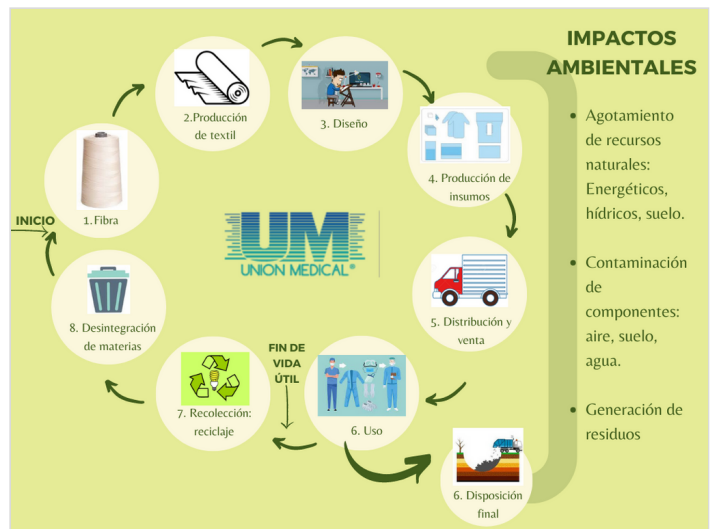 IMPACTOS
AMBIENTALES
INICIO
1.Fibra
2.Producción
de textil
3. Diseño
4. Producción de
insumos
5. Distribución y
venta
6. Uso
FIN DE
VIDA
ÚTIL
7. Recolección:
reciclaje
8. Desintegración
de materias
6. Disposición
final
UM
UNION MEDICAL®
Agotamiento
de recursos
naturales:
Energéticos,
hídricos, suelo.
Contaminación
de
componentes:
aire, suelo,
agua.
Generación de
residuos